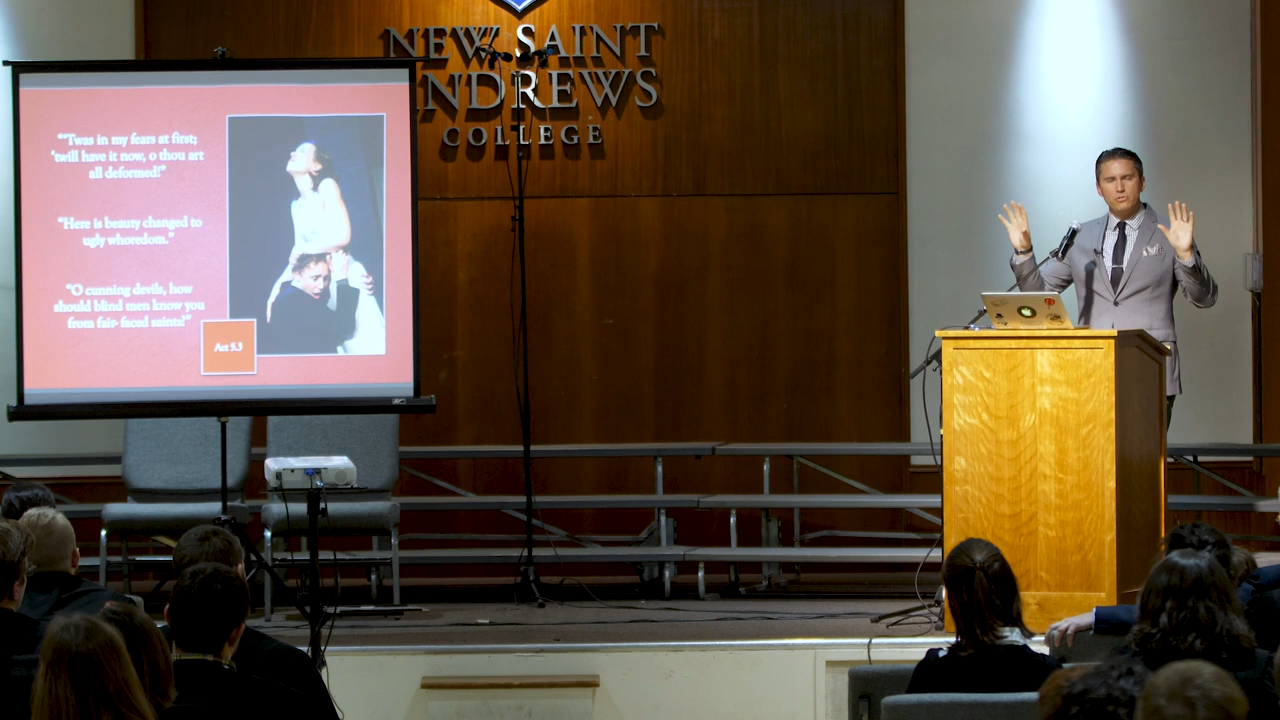 NEW SAINT
ANDREWS
COLLEGE
"'Twas in my fears at first;
'twill have it now, o thou art
all deformed!"
"Here is beauty changed to
ugly whoredom."
"O cunning devils, how
should blind men know you
from fair-faced saints!"
Act 5.3